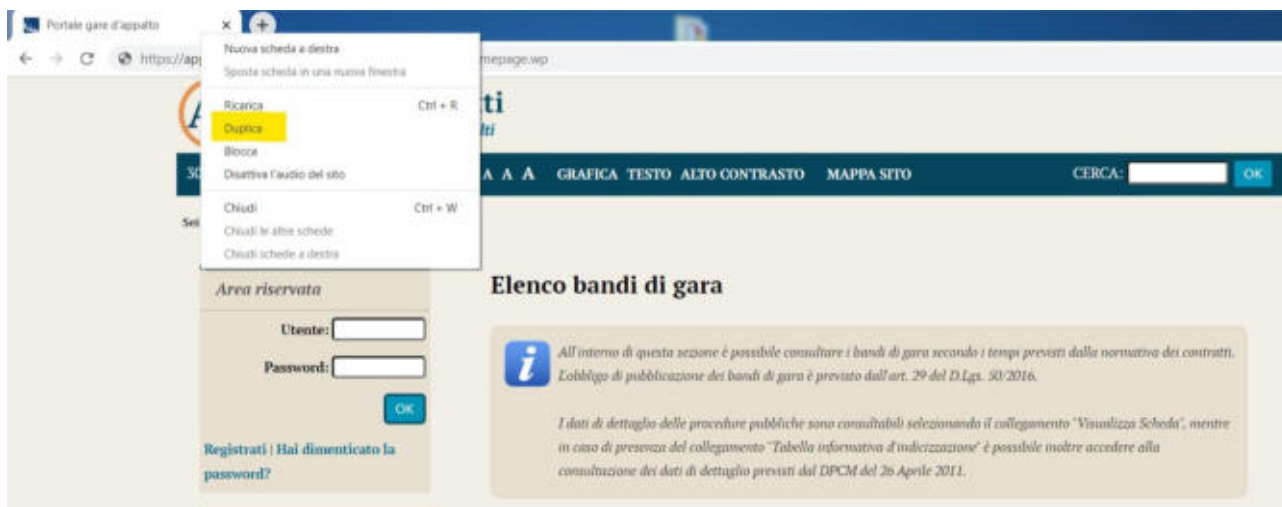 Portale gare d'appalto
Nuova scheda a destra
https://app
mepage.wp
Sposta scheda in una nuova finestra
Ricarica Ctrl + R
ti
Duplica
lti
Blocca
Disattiva l'audio del sito
A A A GRAFICA TESTO ALTO CONTRASTO MAPPA SITO CERCA: OK
Chiudi Ctrl + W
Sei
Chiudi le altre schede
Chiudi schede a destra
Area riservata
Elenco bandi di gara
Utente:
Password:
OK
Registrati | Hai dimenticato la
password?
All'interno di questa sezione è possibile consultare i bandi di gara secondo i tempi previsti dalla normativa dei contratti.
L'obbligo di pubblicazione dei bandi di gara è previsto dall'art. 29 del D.Lgs. 50/2016.
I dati di dettaglio delle procedure pubbliche sono consultabili selezionando il collegamento "Visualizza Scheda", mentre
in caso di presenza del collegamento "Tabella informativa d'indicizzazione" è possibile inoltre accedere alla
consultazione dei dati di dettaglio previsti dal DPCM del 26 Aprile 2011.